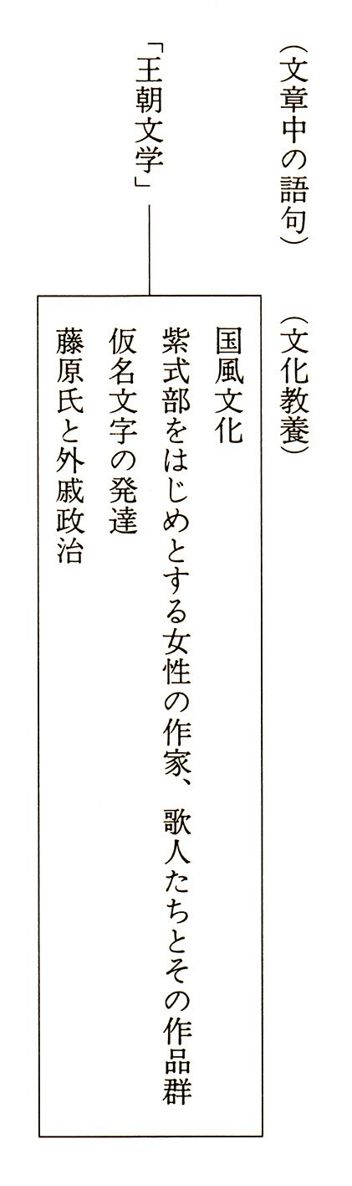 (文章中の語句)
(文化教養)
「王朝文学」
国風文化
紫式部をはじめとする女性の作家、歌人たちとその作品群
仮名文字の発達
藤原氏と外戚政治